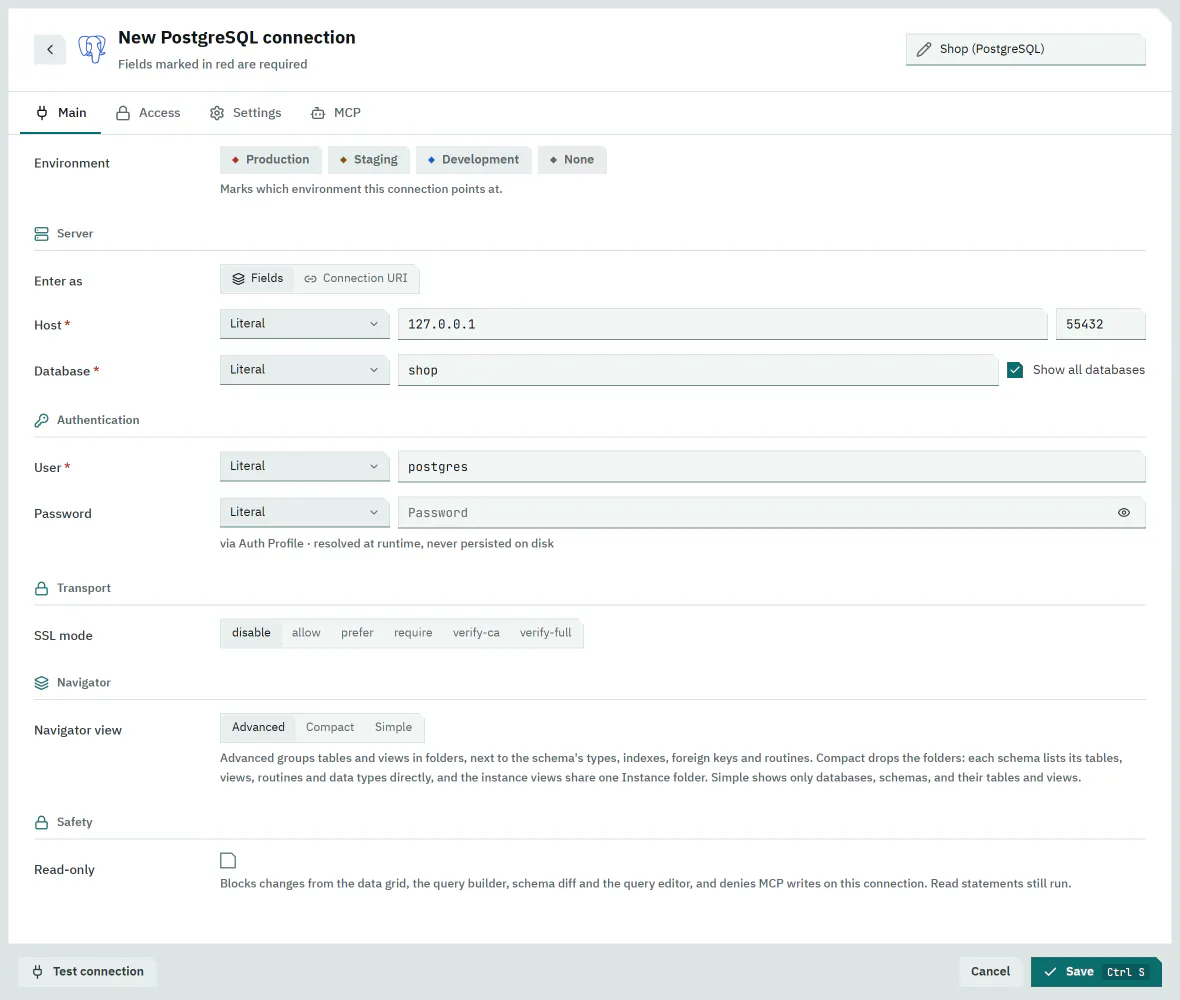 New PostgreSQL connection
Fields marked in red are required
Shop (PostgreSQL)
Main
Access
Settings
MCP
Environment
Production
Staging
Development
None
Marks which environment this connection points at.
Server
Enter as
Fields
Connection URI
Host *
Literal
127.0.0.1
55432
Database *
Literal
shop
Show all databases
Authentication
User *
Literal
postgres
Password
Literal
Password
via Auth Profile · resolved at runtime, never persisted on disk
Transport
SSL mode
disable
allow
prefer
require
verify-ca
verify-full
Navigator
Navigator view
Advanced
Compact
Simple
Advanced groups tables and views in folders, next to the schema's types, indexes, foreign keys and routines. Compact drops the folders: each schema lists its tables,
views, routines and data types directly, and the instance views share one Instance folder. Simple shows only databases, schemas, and their tables and views.
Safety
Read-only
Blocks changes from the data grid, the query builder, schema diff and the query editor, and denies MCP writes on this connection. Read statements still run.
Test connection
Cancel
Save Ctrl S